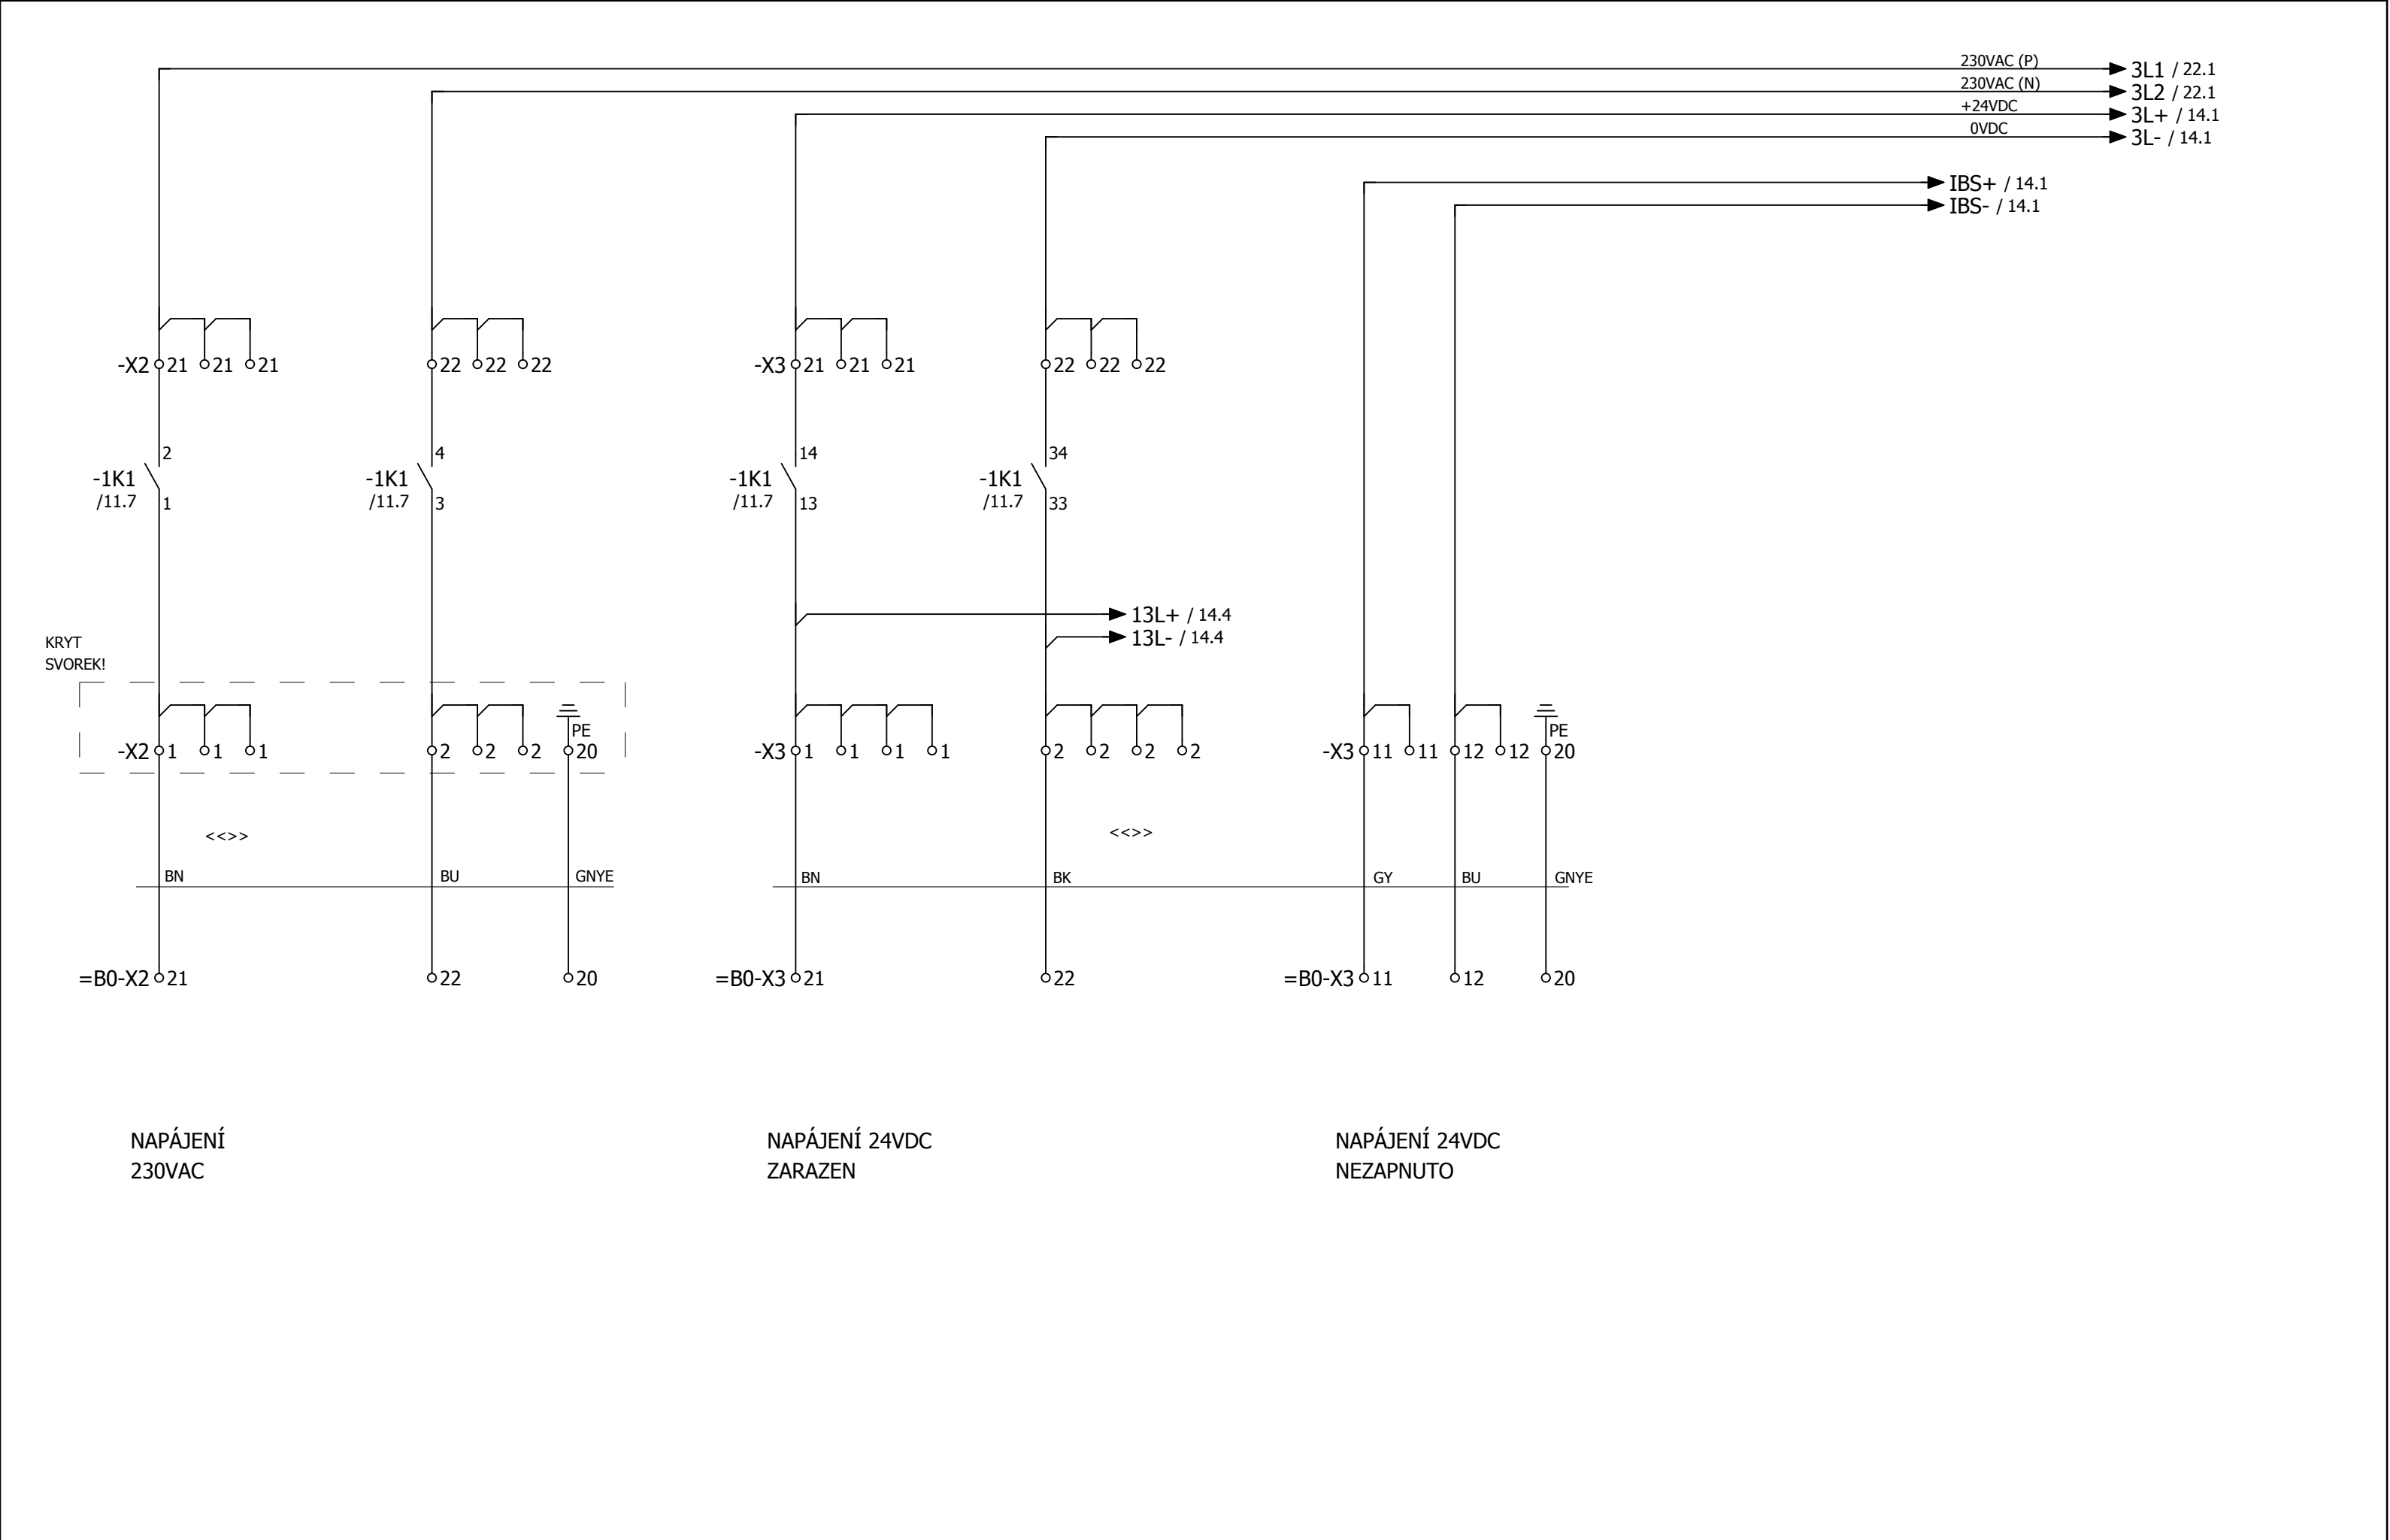 230VAC (P)
3L1 / 22.1
230VAC (N)
3L2 / 22.1
+24VDC
3L+ / 14.1
0VDC
3L- / 14.1
IBS+ / 14.1
IBS- / 14.1
-X2 21 21 21 22 22 22 -X3 21 21 21 22 22 22
2 4 14 34
-1K1 -1K1 -1K1 -1K1
/11.7 1 /11.7 3 /11.7 13 /11.7 33
13L+ / 14.4
13L- / 14.4
KRYT
SVOREK!
PE PE
-X2 1 1 1 2 2 2 20 -X3 1 1 1 1 2 2 2 2 -X3 11 11 12 12 20
<<>> <<>>
BN BU GNYE BN BK GY BU GNYE
=B0-X2 21 22 20 =B0-X3 21 22 =B0-X3 11 12 20
NAPÁJENÍ
230VAC
NAPÁJENÍ 24VDC
ZARAZEN
NAPÁJENÍ 24VDC
NEZAPNUTO